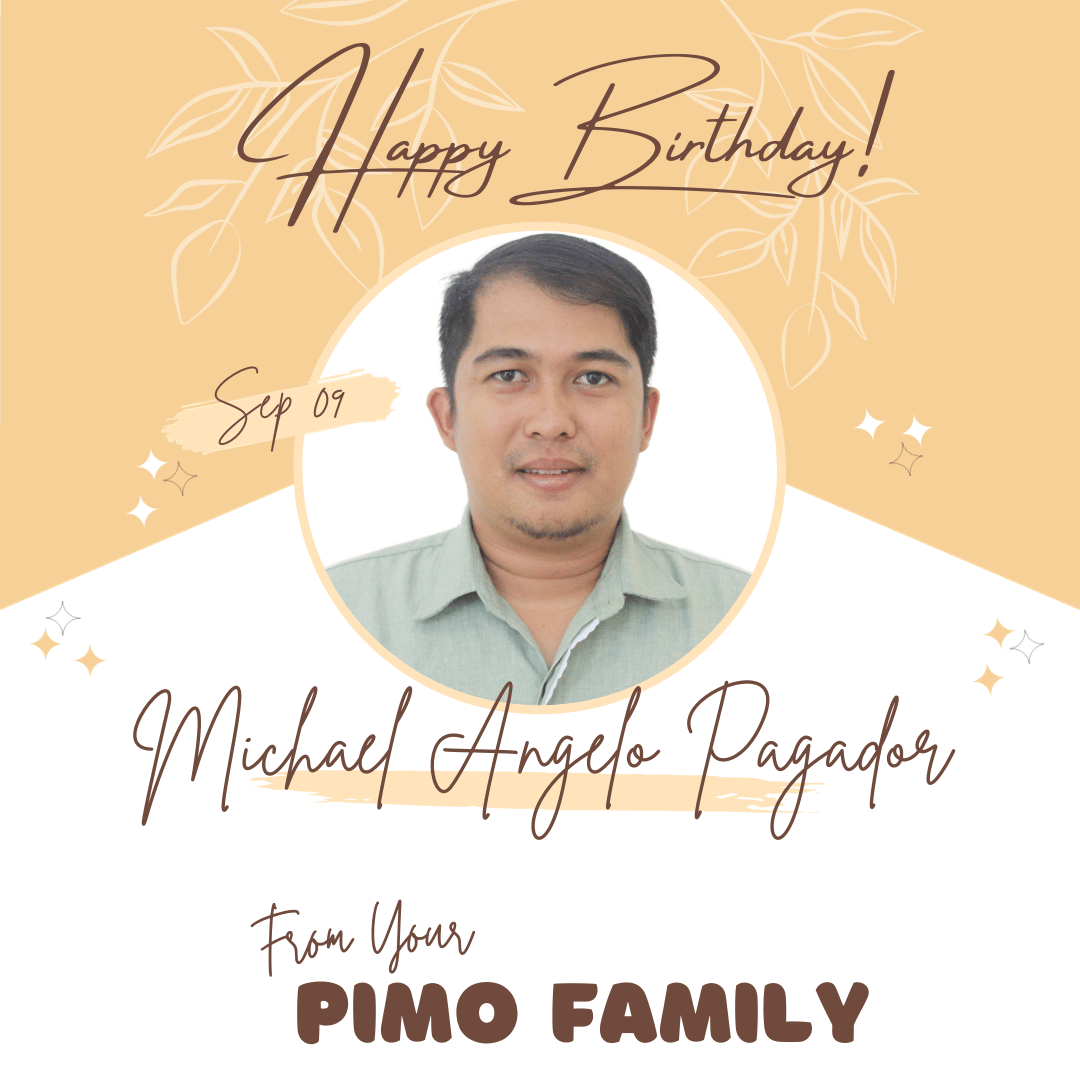 Happy Birthday!
Sep 09
Michael Angelo Pagador
From Your
PIMO FAMILY